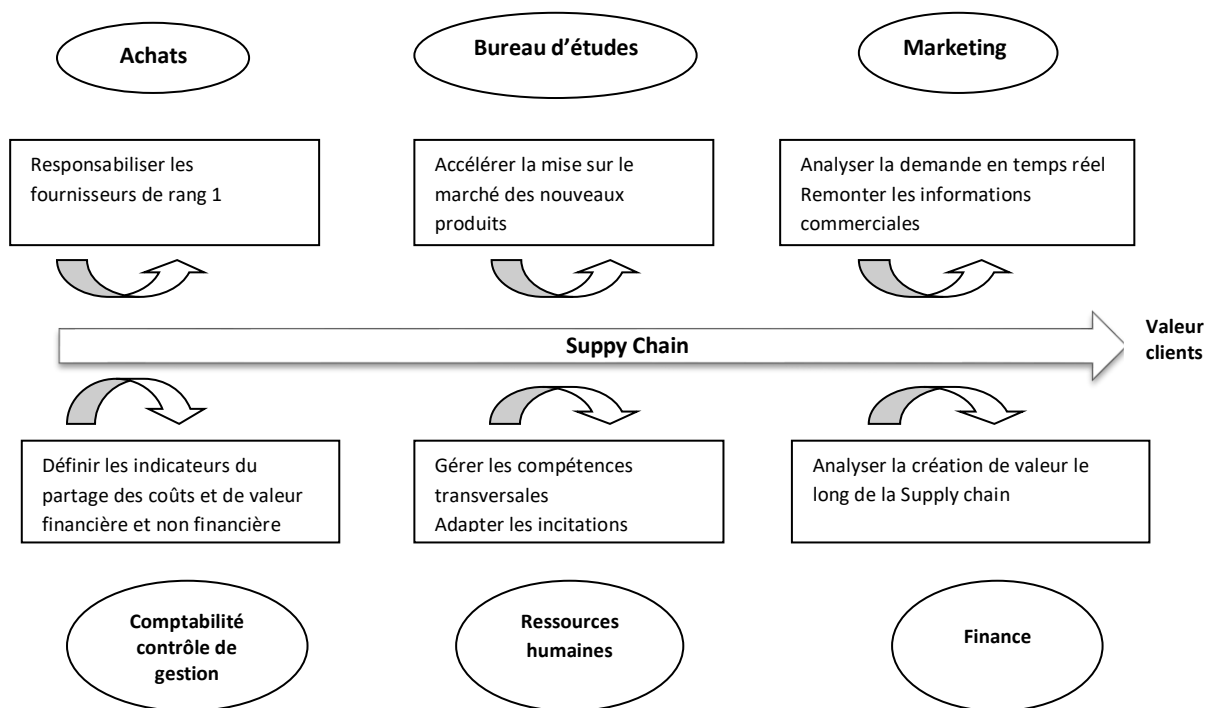 Achats
Bureau d'études
Marketing
Responsabiliser les
fournisseurs de rang 1
Accélérer la mise sur le
marché des nouveaux
produits
Analyser la demande en temps réel
Remonter les informations
commerciales
Suppy Chain
Valeur
clients
Définir les indicateurs du
partage des coûts et de valeur
financière et non financière
Gérer les compétences
transversales
Adapter les incitations
Analyser la création de valeur le
long de la Supply chain
Comptabilité
contrôle de
gestion
Ressources
humaines
Finance